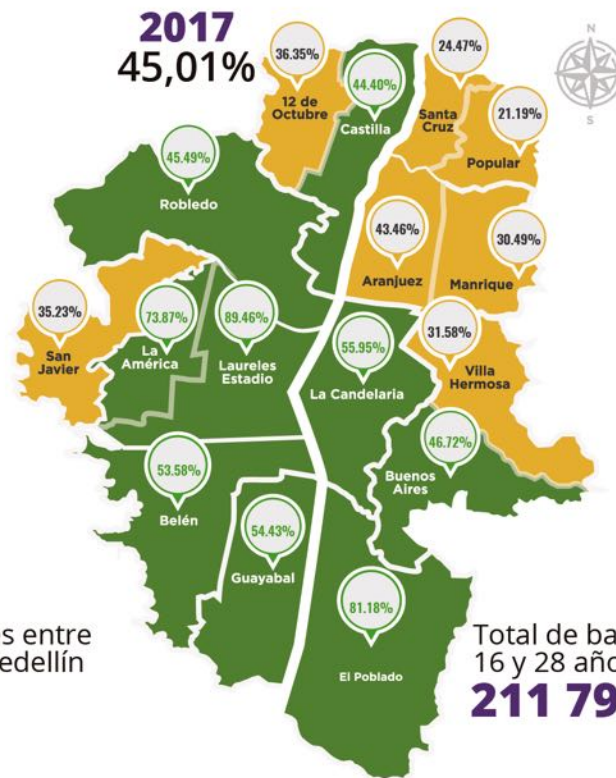 2017
45,01%
N
S
36.35%
12 de
Octubre
44.40%
Castilla
24.47%
Santa
Cruz
21.19%
Popular
45.49%
Robledo
43.46%
Aranjuez
30.49%
Manrique
35.23%
San
Javier
73.87%
La
América
89.46%
Laureles
Estadio
55.95%
La Candelaria
31.58%
Villa
Hermosa
46.72%
Buenos
Aires
53.58%
Belén
54.43%
Guayabal
81.18%
El Poblado
s entre
edellín
Total de ba
16 y 28 año
211 79